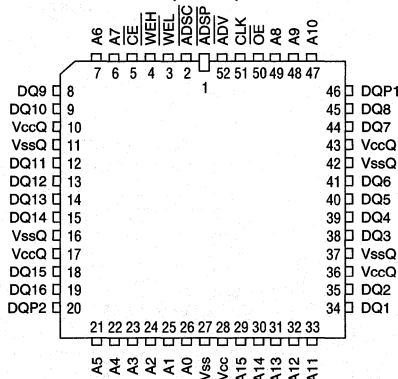 A6 A7 CE WEH WEL ADSC ADSP ADV CLK OE A8 A9 A10
7 6 5 4 3 2 1 52 51 50 49 48 47
DQ9 8 46 DQP1
DQ10 9 45 DQ8
VccQ 10 44 DQ7
VssQ 11 43 VccQ
DQ11 12 42 VssQ
DQ12 13 41 DQ6
DQ13 14 40 DQ5
DQ14 15 39 DQ4
VssQ 16 38 DQ3
VccQ 17 37 VssQ
DQ15 18 36 VccQ
DQ16 19 35 DQ2
DQP2 20 34 DQ1
21 22 23 24 25 26 27 28 29 30 31 32 33
A5 A4 A3 A2 A1 A0 Vss Vcc A15 A14 A13 A12 A11